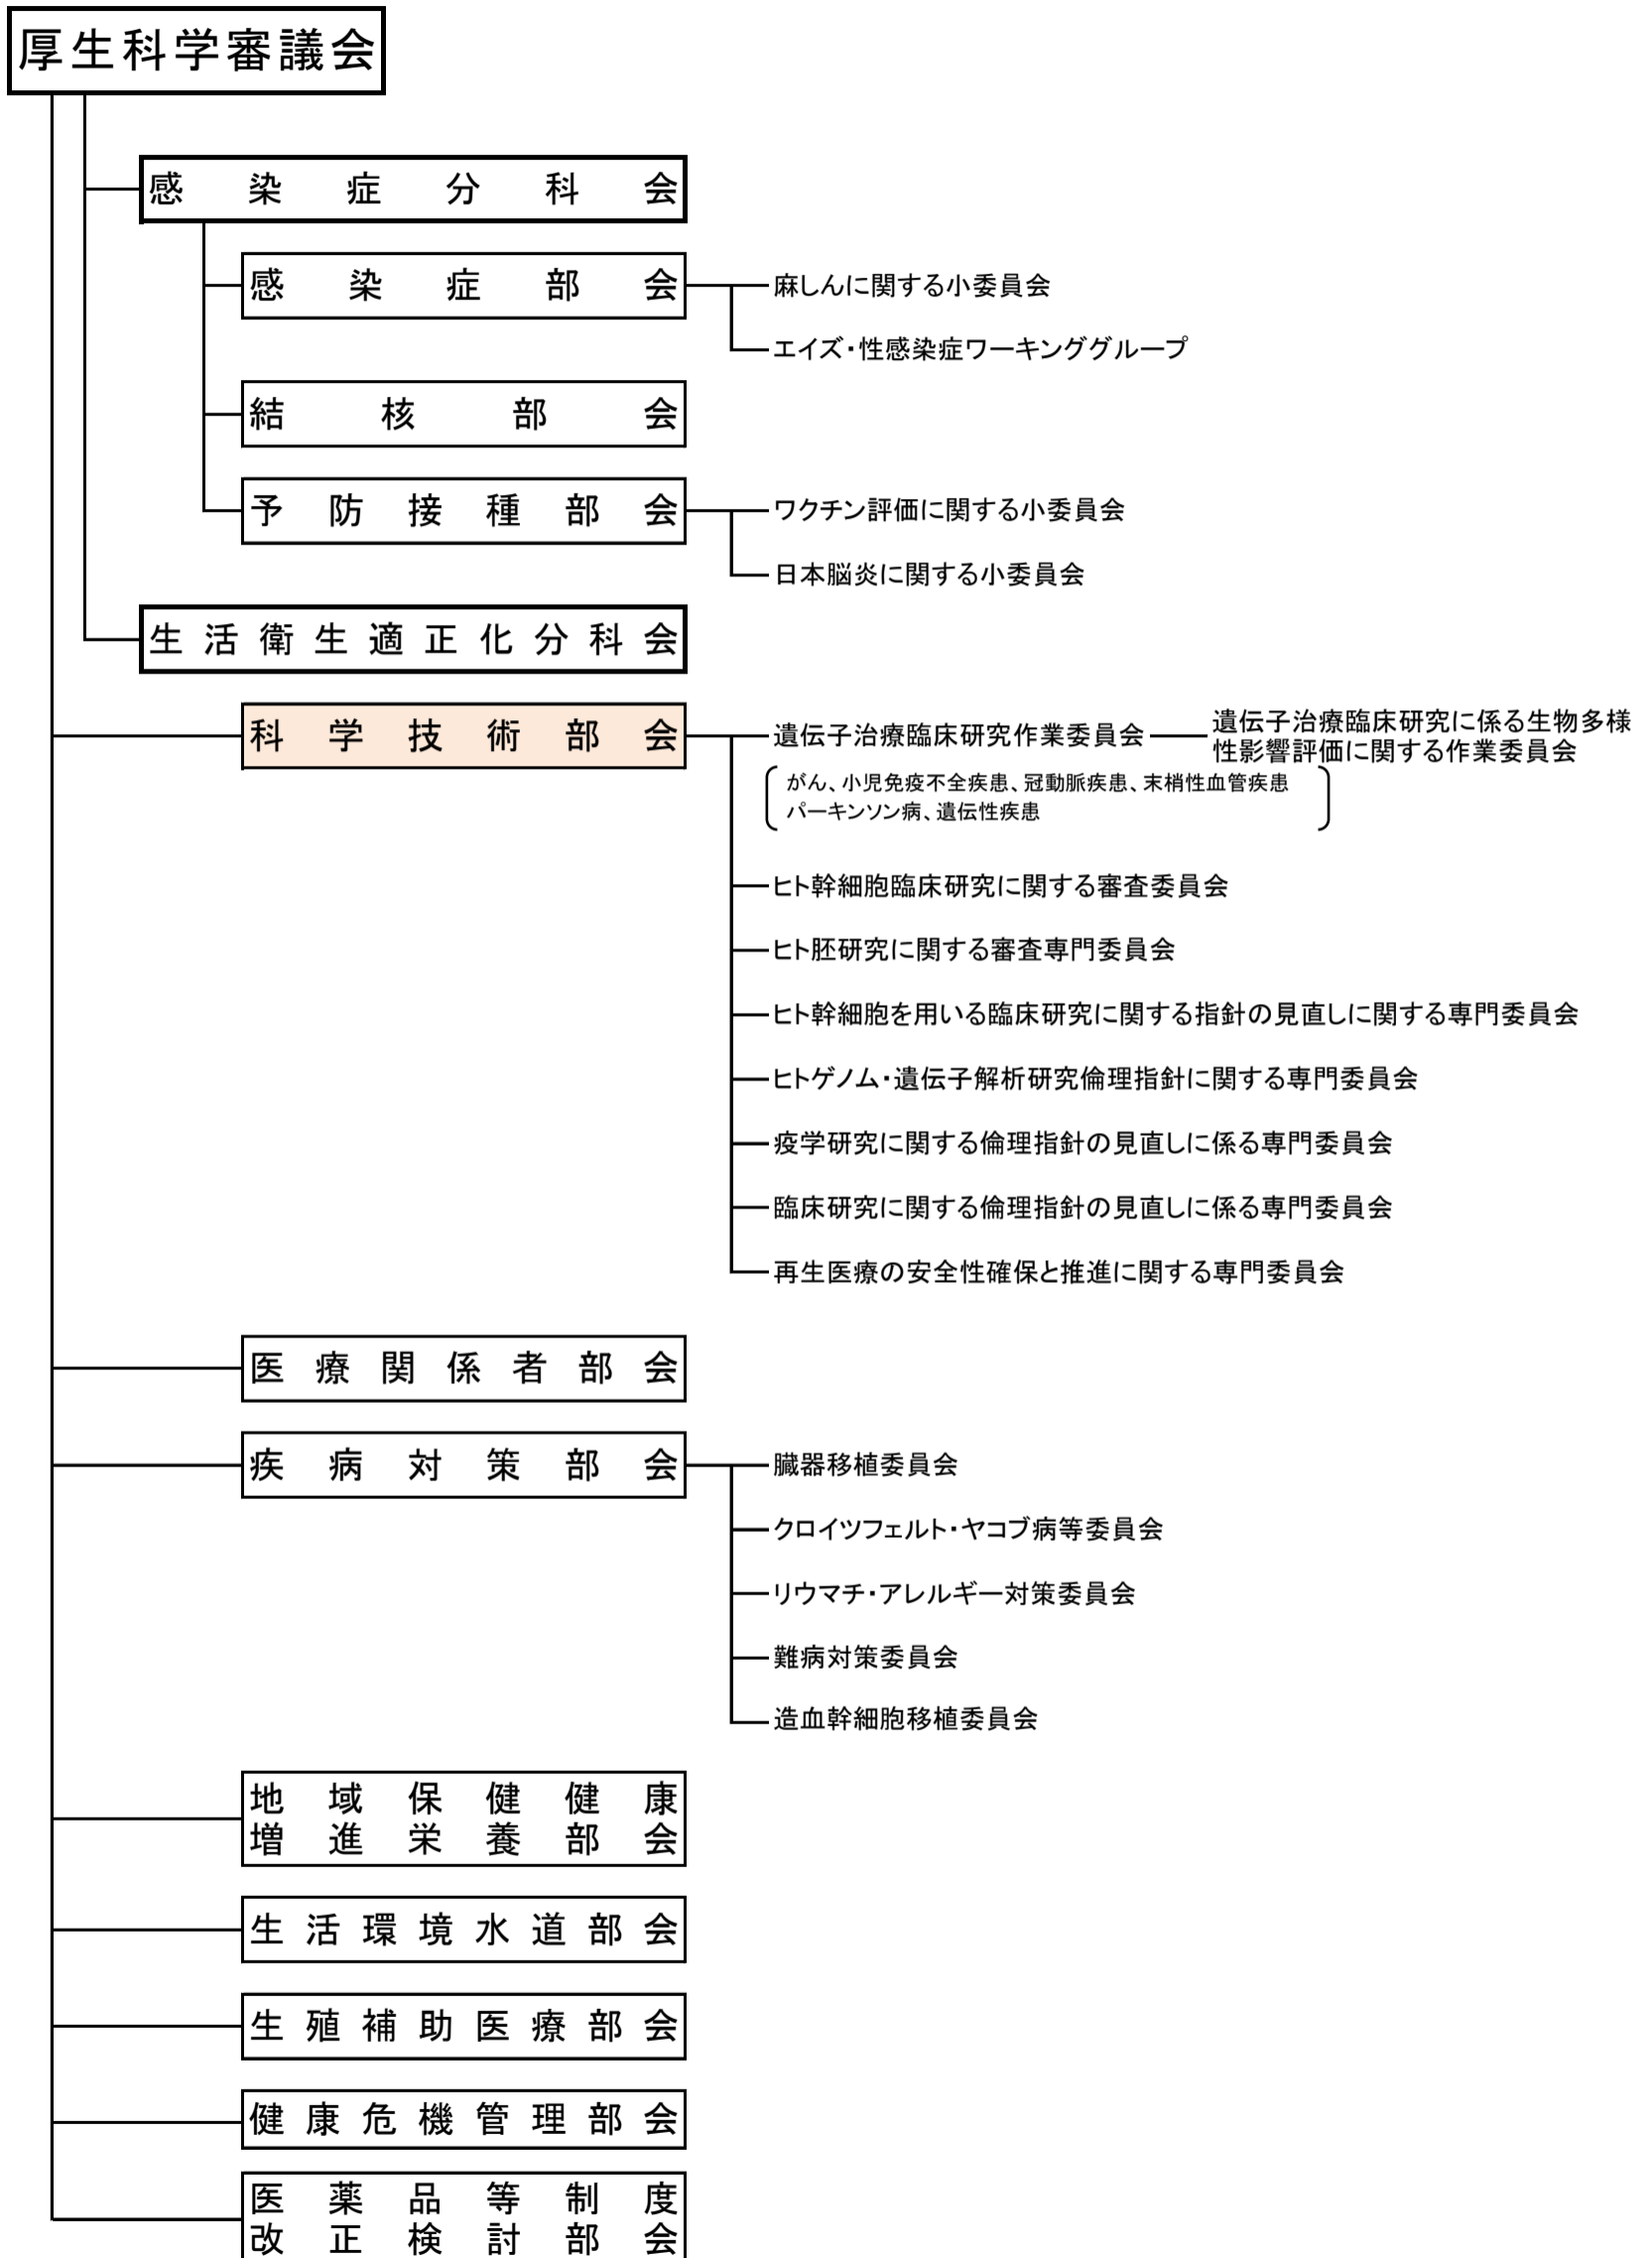 厚生科学審議会
感染症分科会
感染症部会
麻しんに関する小委員会
エイズ・性感染症ワーキンググループ
結核部会
予防接種部会
ワクチン評価に関する小委員会
日本脳炎に関する小委員会
生活衛生適正化分科会
科学技術部会
遺伝子治療臨床研究作業委員会
遺伝子治療臨床研究に係る生物多様
性影響評価に関する作業委員会
がん、小児免疫不全疾患、冠動脈疾患、末梢性血管疾患
パーキンソン病、遺伝性疾患
ヒト幹細胞臨床研究に関する審査委員会
ヒト胚研究に関する審査専門委員会
ヒト幹細胞を用いる臨床研究に関する指針の見直しに関する専門委員会
ヒトゲノム・遺伝子解析研究倫理指針に関する専門委員会
疫学研究に関する倫理指針の見直しに係る専門委員会
臨床研究に関する倫理指針の見直しに係る専門委員会
再生医療の安全性確保と推進に関する専門委員会
医療関係者部会
疾病対策部会
臓器移植委員会
クロイツフェルト・ヤコブ病等委員会
リウマチ・アレルギー対策委員会
難病対策委員会
造血幹細胞移植委員会
地域保健健康
増進栄養部会
生活環境水道部会
生殖補助医療部会
健康危機管理部会
医薬品等制度
改正検討部会